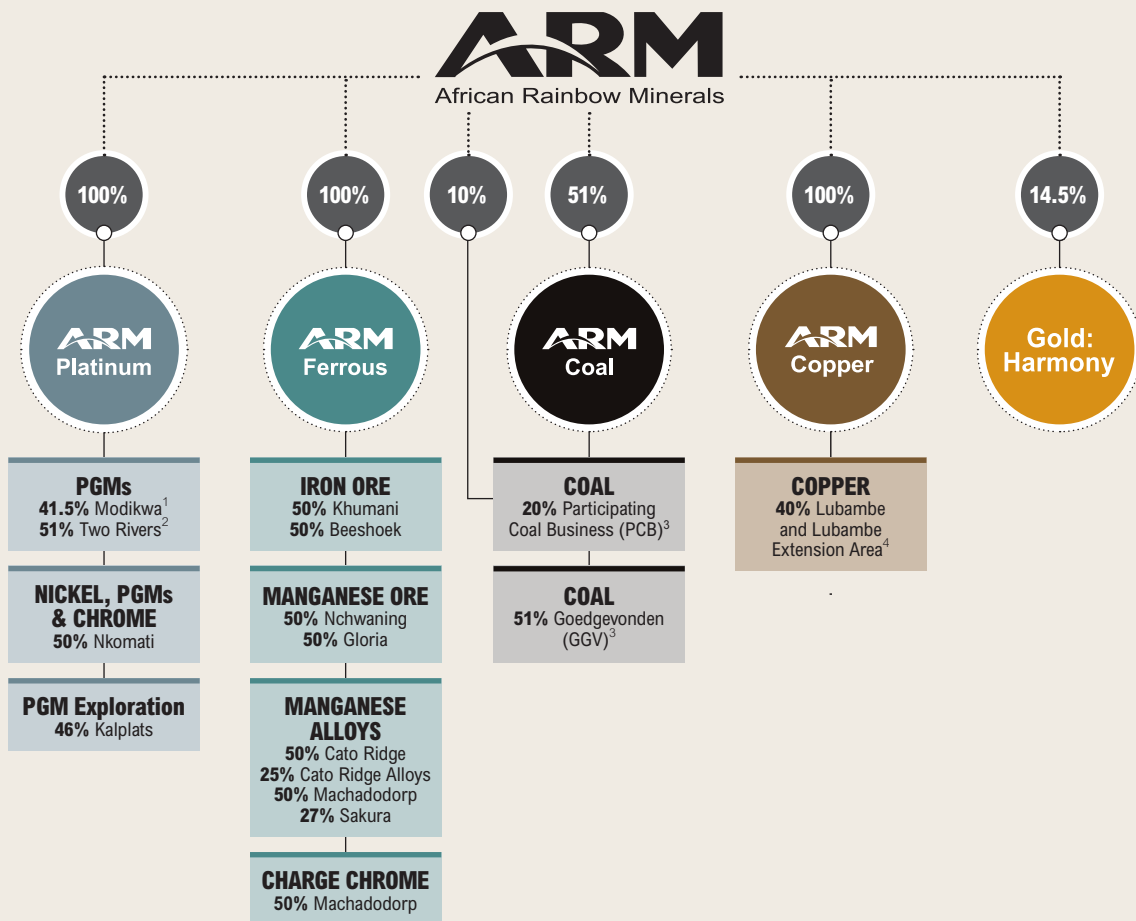 ARM
African Rainbow Minerals
100%
100%
10%
51%
100%
14.5%
ARM
Platinum
ARM
Ferrous
ARM
Coal
ARM
Copper
Gold:
Harmony
PGMs
41.5% Modikwa¹
51% Two Rivers²
NICKEL, PGMs
& CHROME
50% Nkomati
PGM Exploration
46% Kalplats
IRON ORE
50% Khumani
50% Beeshoek
MANGANESE ORE
50% Nchwaning
50% Gloria
MANGANESE
ALLOYS
50% Cato Ridge
25% Cato Ridge Alloys
50% Machadodorp
27% Sakura
CHARGE CHROME
50% Machadodorp
COAL
20% Participating
Coal Business (PCB)³
COAL
51% Goedgevonden
(GGV)³
COPPER
40% Lubambe
and Lubambe
Extension Area⁴